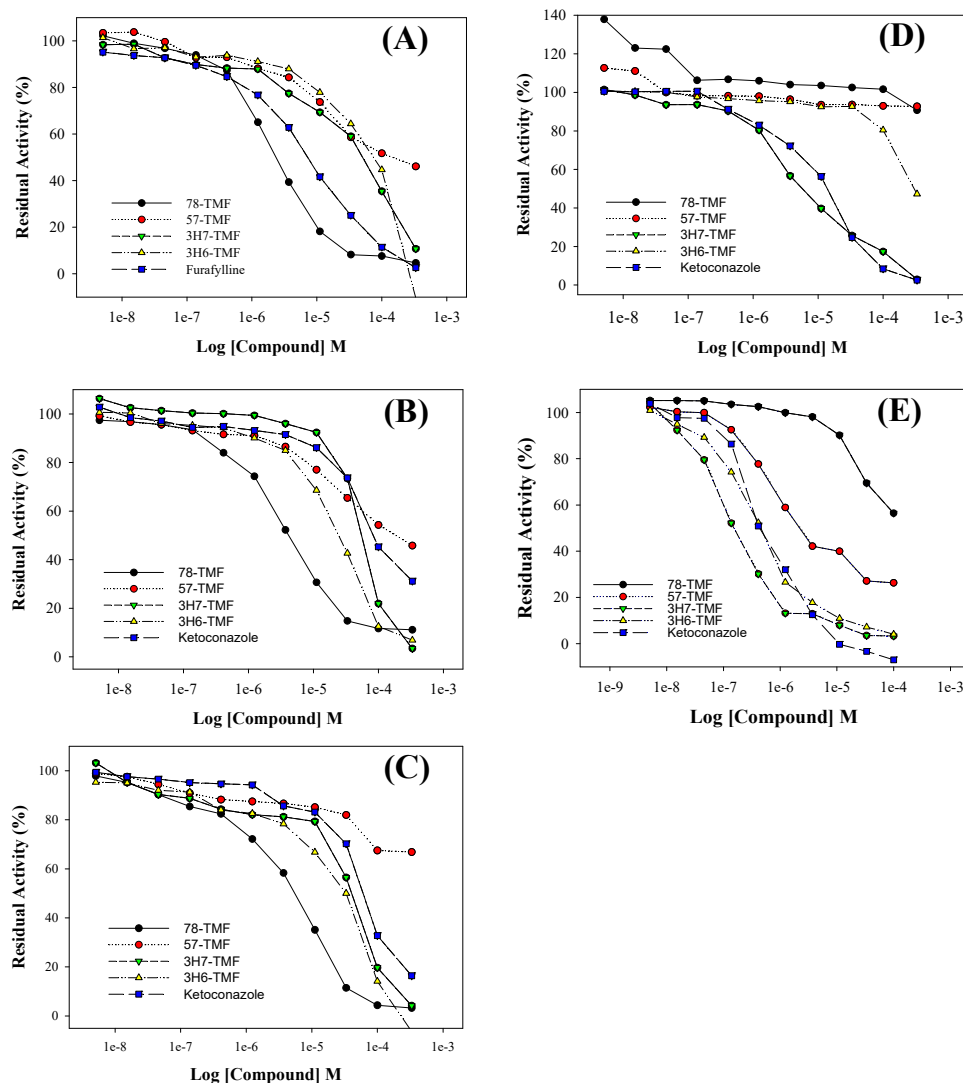 (A)
Residual Activity (%)
100
80
60
40
20
0
78-TMF
57-TMF
3H7-TMF
3H6-TMF
Furafylline
1e-8 1e-7 1e-6 1e-5 1e-4 1e-3
Log [Compound] M
(B)
Residual Activity (%)
100
80
60
40
20
0
78-TMF
57-TMF
3H7-TMF
3H6-TMF
Ketoconazole
1e-8 1e-7 1e-6 1e-5 1e-4 1e-3
Log [Compound] M
(C)
Residual Activity (%)
100
80
60
40
20
0
78-TMF
57-TMF
3H7-TMF
3H6-TMF
Ketoconazole
1e-8 1e-7 1e-6 1e-5 1e-4 1e-3
Log [Compound] M
(D)
Residual Activity (%)
140
120
100
80
60
40
20
0
78-TMF
57-TMF
3H7-TMF
3H6-TMF
Ketoconazole
1e-8 1e-7 1e-6 1e-5 1e-4 1e-3
Log [Compound] M
(E)
Residual Activity (%)
100
80
60
40
20
0
78-TMF
57-TMF
3H7-TMF
3H6-TMF
Ketoconazole
1e-9 1e-8 1e-7 1e-6 1e-5 1e-4 1e-3
Log [Compound] M